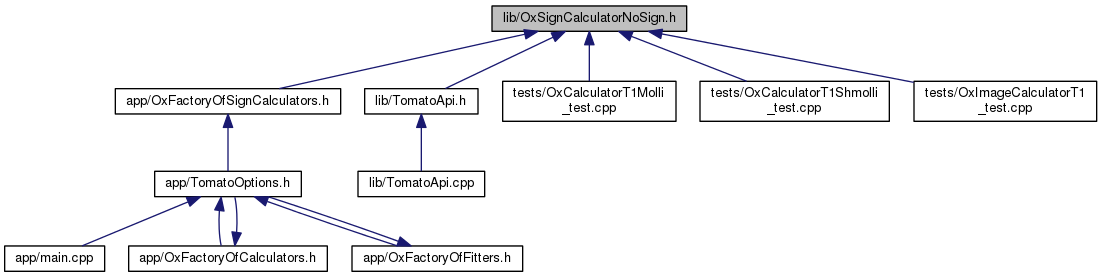 lib/OxSignCalculatorNoSign.h
app/OxFactoryOfSignCalculators.h
lib/TomatoApi.h
tests/OxCalculatorT1Molli
_test.cpp
tests/OxCalculatorT1Shmolli
_test.cpp
tests/OxImageCalculatorT1
_test.cpp
app/TomatoOptions.h
lib/TomatoApi.cpp
app/main.cpp
app/OxFactoryOfCalculators.h
app/OxFactoryOfFitters.h